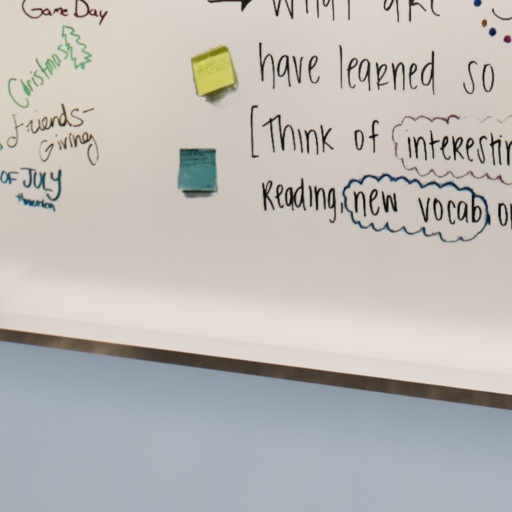 Game Day
Christmas
Friends-
Giving
OF JULY
What are
have learned so
[Think of interestin
Reading, new vocab, or